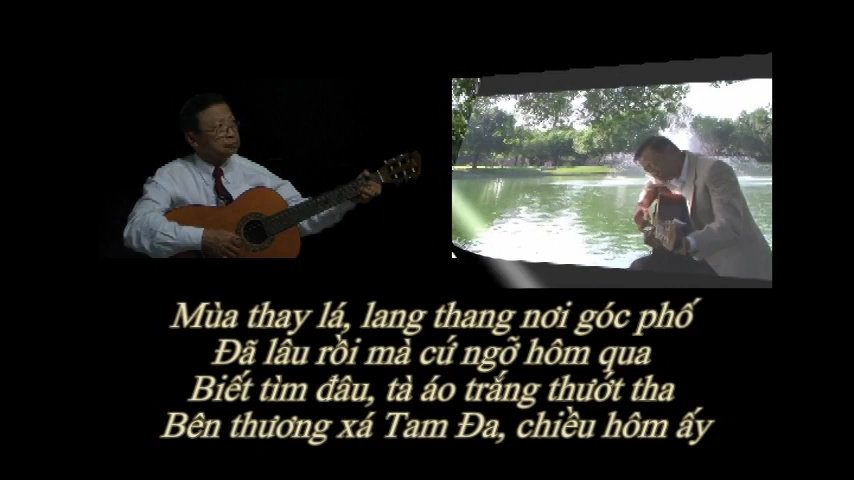 Mùa thay lá, lang thang nơi góc phố
Đã lâu rồi mà cứ ngỡ hôm qua
Biết tìm đâu, tà áo trắng thướt tha
Bên thương xá Tam Đa, chiều hôm ấy